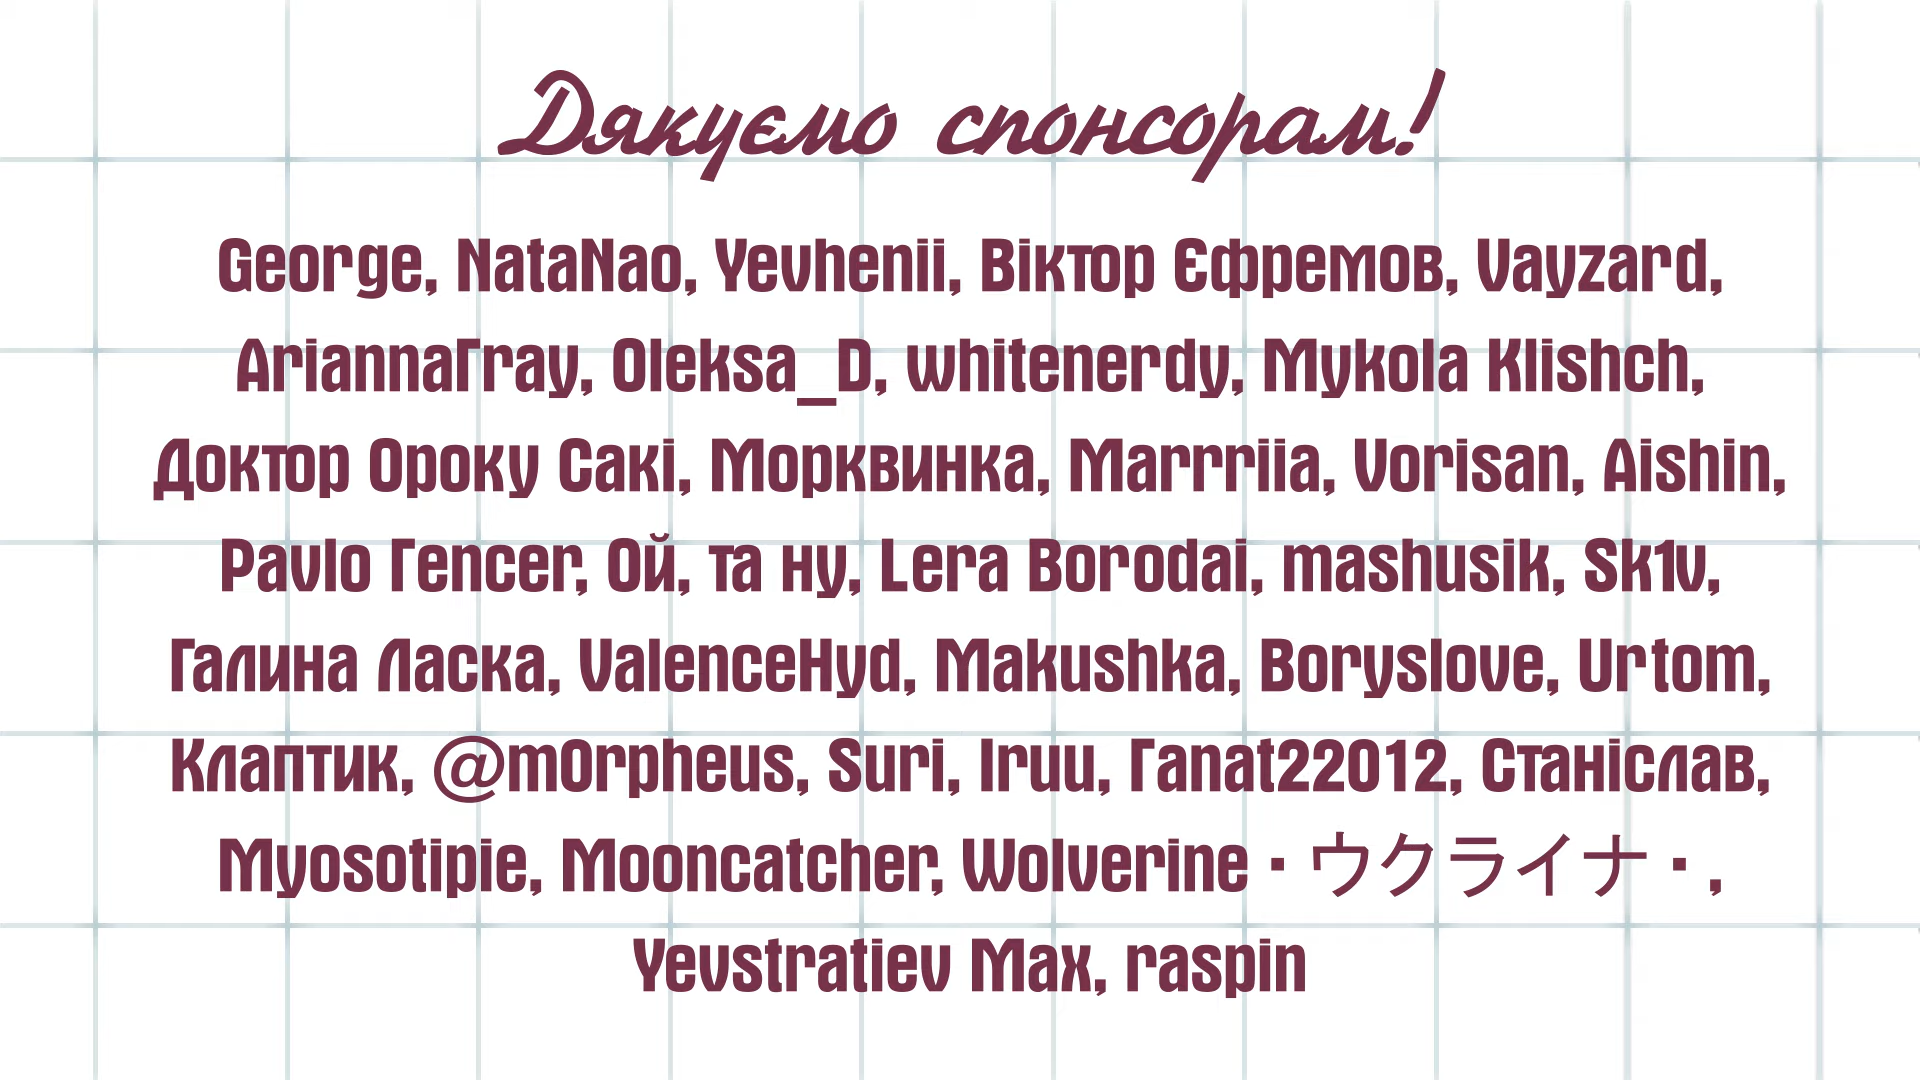 Дякуємо спонсорам!
George, NataNao, Yevhenii, Віктор Єфремов, Vayzard,
AriannaГray, Oleksa_D, whitenerdy, Mykola Klishch,
Доктор Ороку Сакі, Морквинка, Marrriia, Vorisan, Aishin,
Pavlo Гencer, Ой, та ну, Lera Borodai, mashusik, Sk1v,
Галина Ласка, ValenceHyd, Makushka, Boryslove, Urtom,
Клаптик, @m0rpheus, Suri, Iruu, Гanat22012, Станіслав,
Myosotipie, Mooncatcher, Wolverine · ウクライナ · ,
Yevstratiev Max, raspin